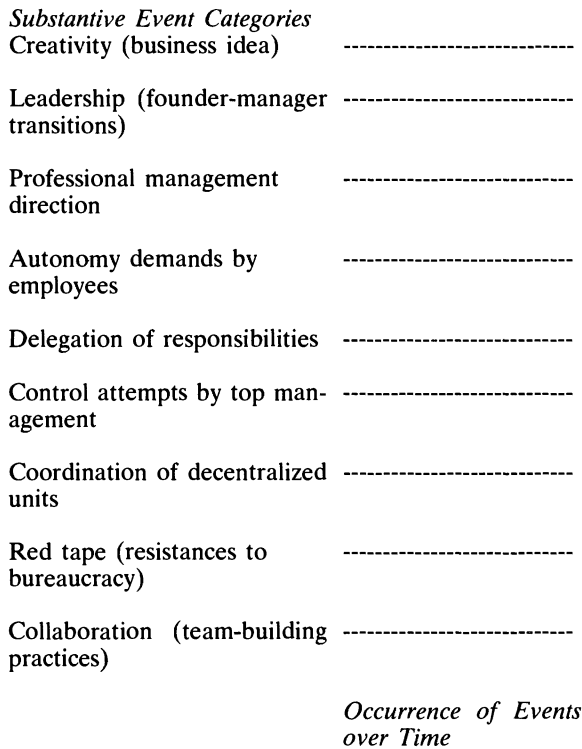 Substantive Event Categories
Creativity (business idea) ----------------------------
Leadership (founder-manager ----------------------------
transitions)
Professional management ----------------------------
direction
Autonomy demands by ----------------------------
employees
Delegation of responsibilities ----------------------------
Control attempts by top man- ----------------------------
agement
Coordination of decentralized ----------------------------
units
Red tape (resistances to ----------------------------
bureaucracy)
Collaboration (team-building ----------------------------
practices)
Occurrence of Events
over Time